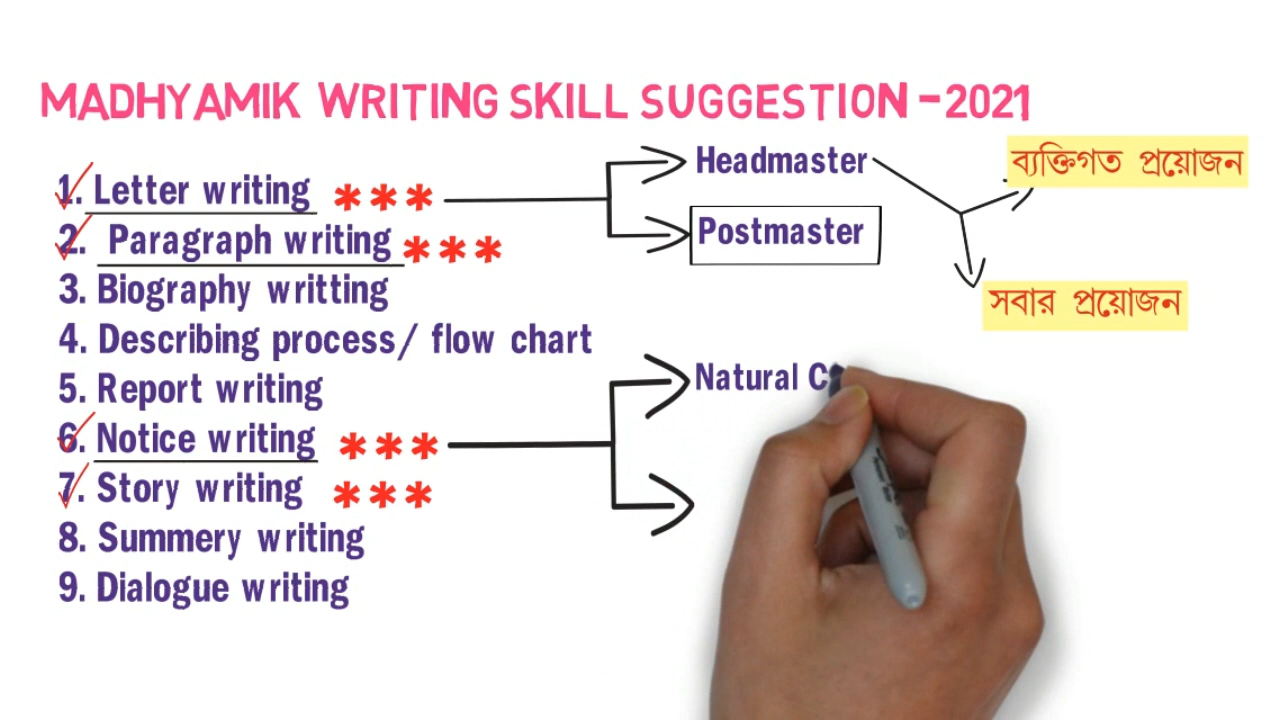 MADHYAMIK WRITING SKILL SUGGESTION - 2021
1. Letter writing ***
2. Paragraph writing ***
3. Biography writting
4. Describing process/ flow chart
5. Report writing
6. Notice writing ***
7. Story writing ***
8. Summery writing
9. Dialogue writing
Headmaster
Postmaster
ব্যক্তিগত প্রয়োজন
সবার প্রয়োজন
Natural C